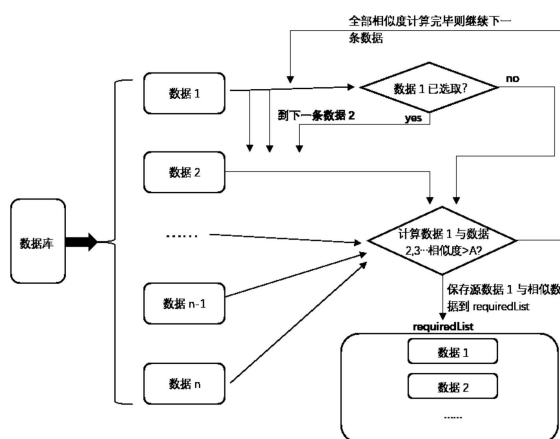 全部相似度计算完毕则继续下一
条数据
数据 1
数据 1 已选取?
no
到下一条数据 2
yes
数据 2
数据库
……
计算数据 1 与数据
2,3…相似度>A?
n-1
数据 n-1
保存源数据 1 与相似数
据到 requiredList
requiredList
数据 1
数据 n
数据 2
……